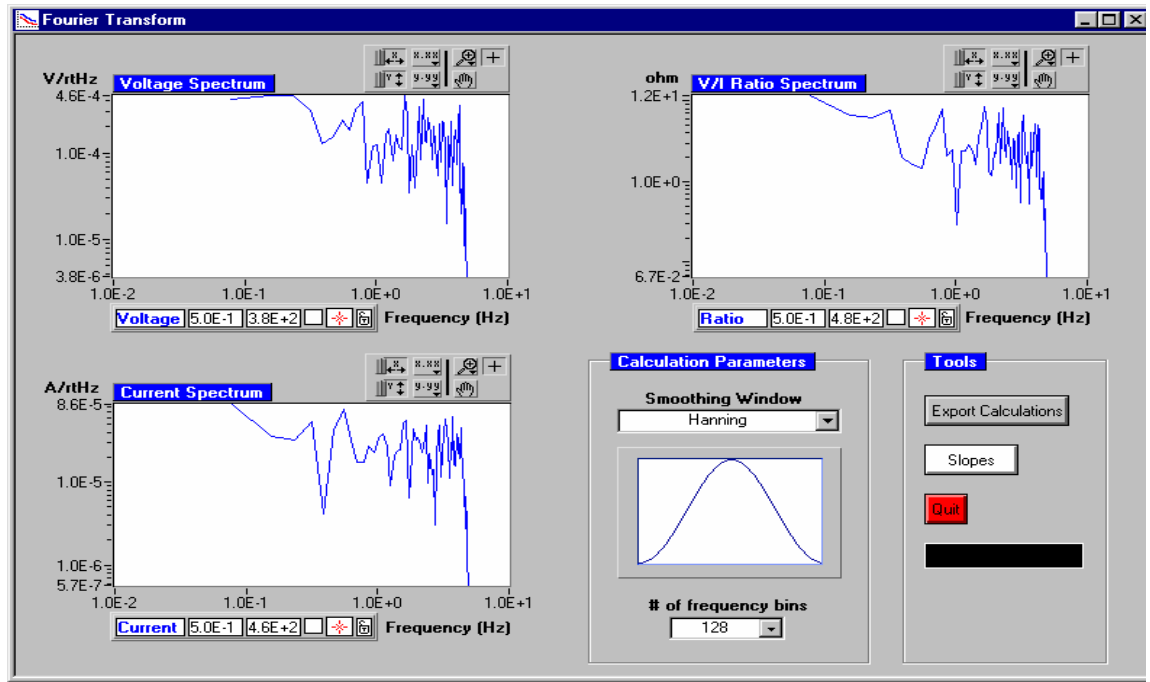 Fourier Transform
V/rtHz Voltage Spectrum
4.6E-4
1.0E-4
1.0E-5
3.8E-6
1.0E-2 1.0E-1 1.0E+0 1.0E+1
Voltage 5.0E-1 3.8E+2 Frequency (Hz)
ohm V/I Ratio Spectrum
1.2E+1
1.0E+0
6.7E-2
1.0E-2 1.0E-1 1.0E+0 1.0E+1
Ratio 5.0E-1 4.8E+2 Frequency (Hz)
A/rtHz Current Spectrum
8.6E-5
1.0E-5
1.0E-6
5.7E-7
1.0E-2 1.0E-1 1.0E+0 1.0E+1
Current 5.0E-1 4.6E+2 Frequency (Hz)
Calculation Parameters
Smoothing Window
Hanning
# of frequency bins
128
Tools
Export Calculations
Slopes
Quit